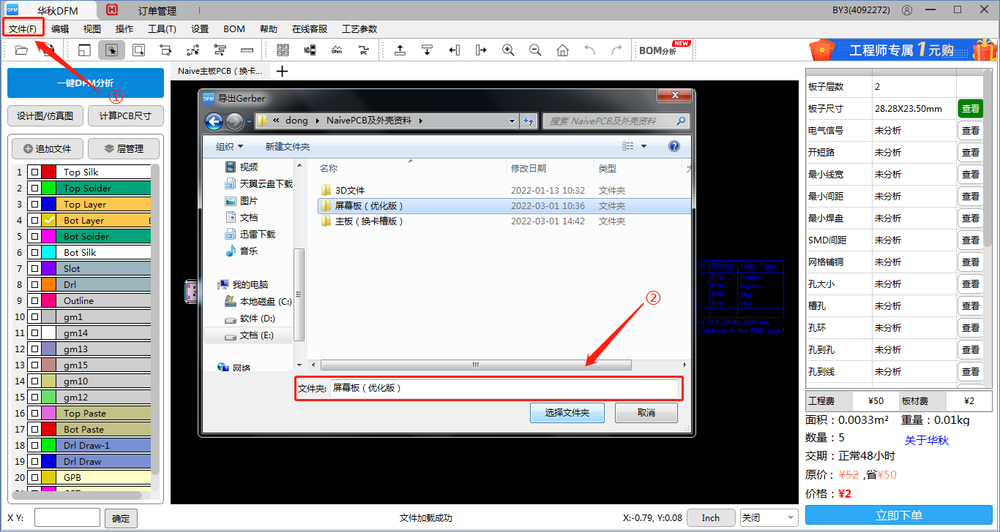 DFM 华秋DFM 订单管理 BY3(4092272)
文件(F) 编辑 视图 操作 工具(T) 设置 BOM 帮助 在线客服 工艺参数
BOM分析 NEW 工程师专属1元购
一键DFM分析
①
设计图/仿真图 计算PCB尺寸
追加文件 层管理
1 Top Silk
2 Top Solder
3 Top Layer
4 Bot Layer
5 Bot Solder
6 Bot Silk
7 Slot
8 Drl
9 Outline
10 gm1
11 gm14
12 gm13
13 gm15
14 gm10
15 gm12
16 Top Paste
17 Bot Paste
18 Drl Draw-1
19 Drl Draw
20 GPB
X Y: 确定
Naive主板PCB（换卡...
DFM 导出Gerber
« dong NaivePCB及外壳资料
搜索 NaivePCB及外壳资料
组织 新建文件夹
视频
天翼云盘下载
图片
文档
迅雷下载
音乐
我的电脑
本地磁盘 (C:)
软件 (D:)
文档 (E:)
网络
名称 修改日期 类型
3D文件 2022-01-13 10:32 文件夹
屏幕板（优化版） 2022-03-01 10:36 文件夹
主板（换卡槽版） 2022-03-01 14:42 文件夹
②
文件夹: 屏幕板（优化版）
选择文件夹 取消
Plated Hole Type
PTH Round
PTH Round
PTH Slot
PTH Slot
and centre position.
defined in the PCB layout
文件加载成功 X:-0.79, Y:0.08 Inch 关闭
板子层数 2
板子尺寸 28.28X23.50mm 查看
电气信号 未分析 查看
开短路 未分析 查看
最小线宽 未分析 查看
最小间距 未分析 查看
最小焊盘 未分析 查看
SMD间距 未分析 查看
网格铺铜 未分析 查看
孔大小 未分析 查看
槽孔 未分析 查看
孔环 未分析 查看
孔到孔 未分析 查看
孔到线 未分析 查看
工程费 ¥50 板材费 ¥2
面积：0.0033m² 重量：0.01kg
数量：5 关于华秋
交期：正常48小时
原价：¥52 ,省¥50
价格：¥2
立即下单